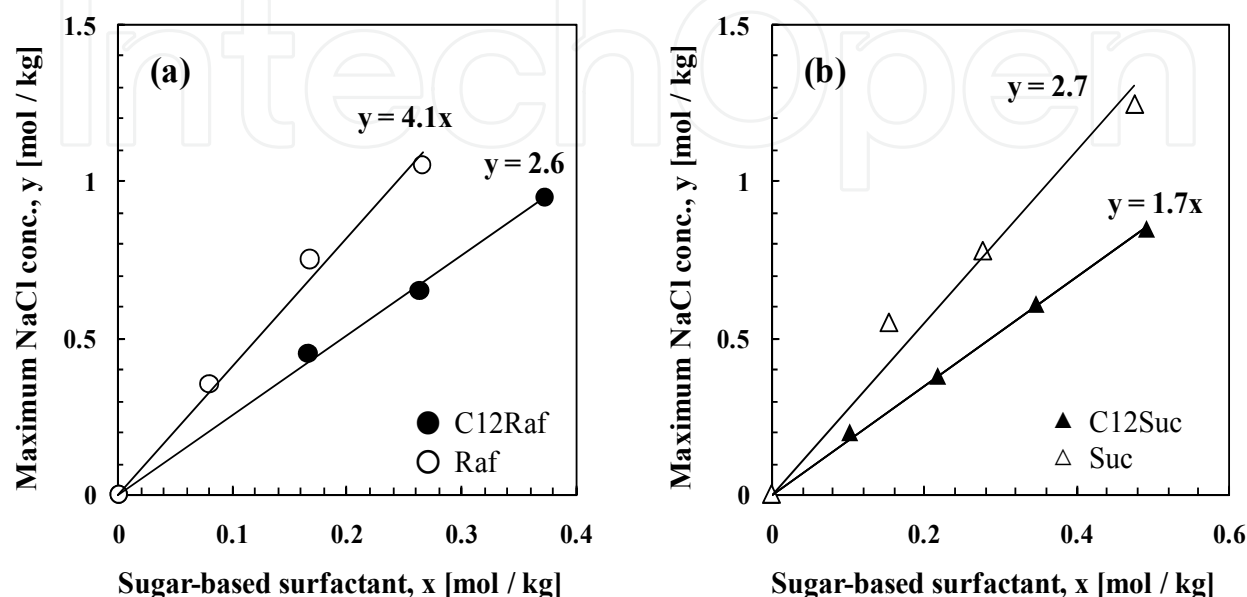 IntechOpen
Maximum NaCl conc., y [mol / kg]
1.5
1
0.5
0
(a)
y = 4.1x
y = 2.6
C12Raf
Raf
0 0.1 0.2 0.3 0.4
Sugar-based surfactant, x [mol / kg]
Maximum NaCl conc., y [mol / kg]
1.5
1
0.5
0
(b)
y = 2.7
y = 1.7x
C12Suc
Suc
0 0.2 0.4 0.6
Sugar-based surfactant, x [mol / kg]